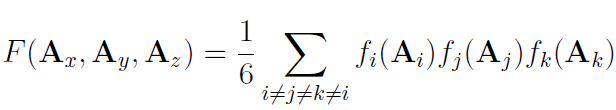 $F(\mathbf{A}_x, \mathbf{A}_y, \mathbf{A}_z) = \frac{1}{6} \sum_{i \neq j \neq k \neq i} f_i(\mathbf{A}_i) f_j(\mathbf{A}_j) f_k(\mathbf{A}_k)$